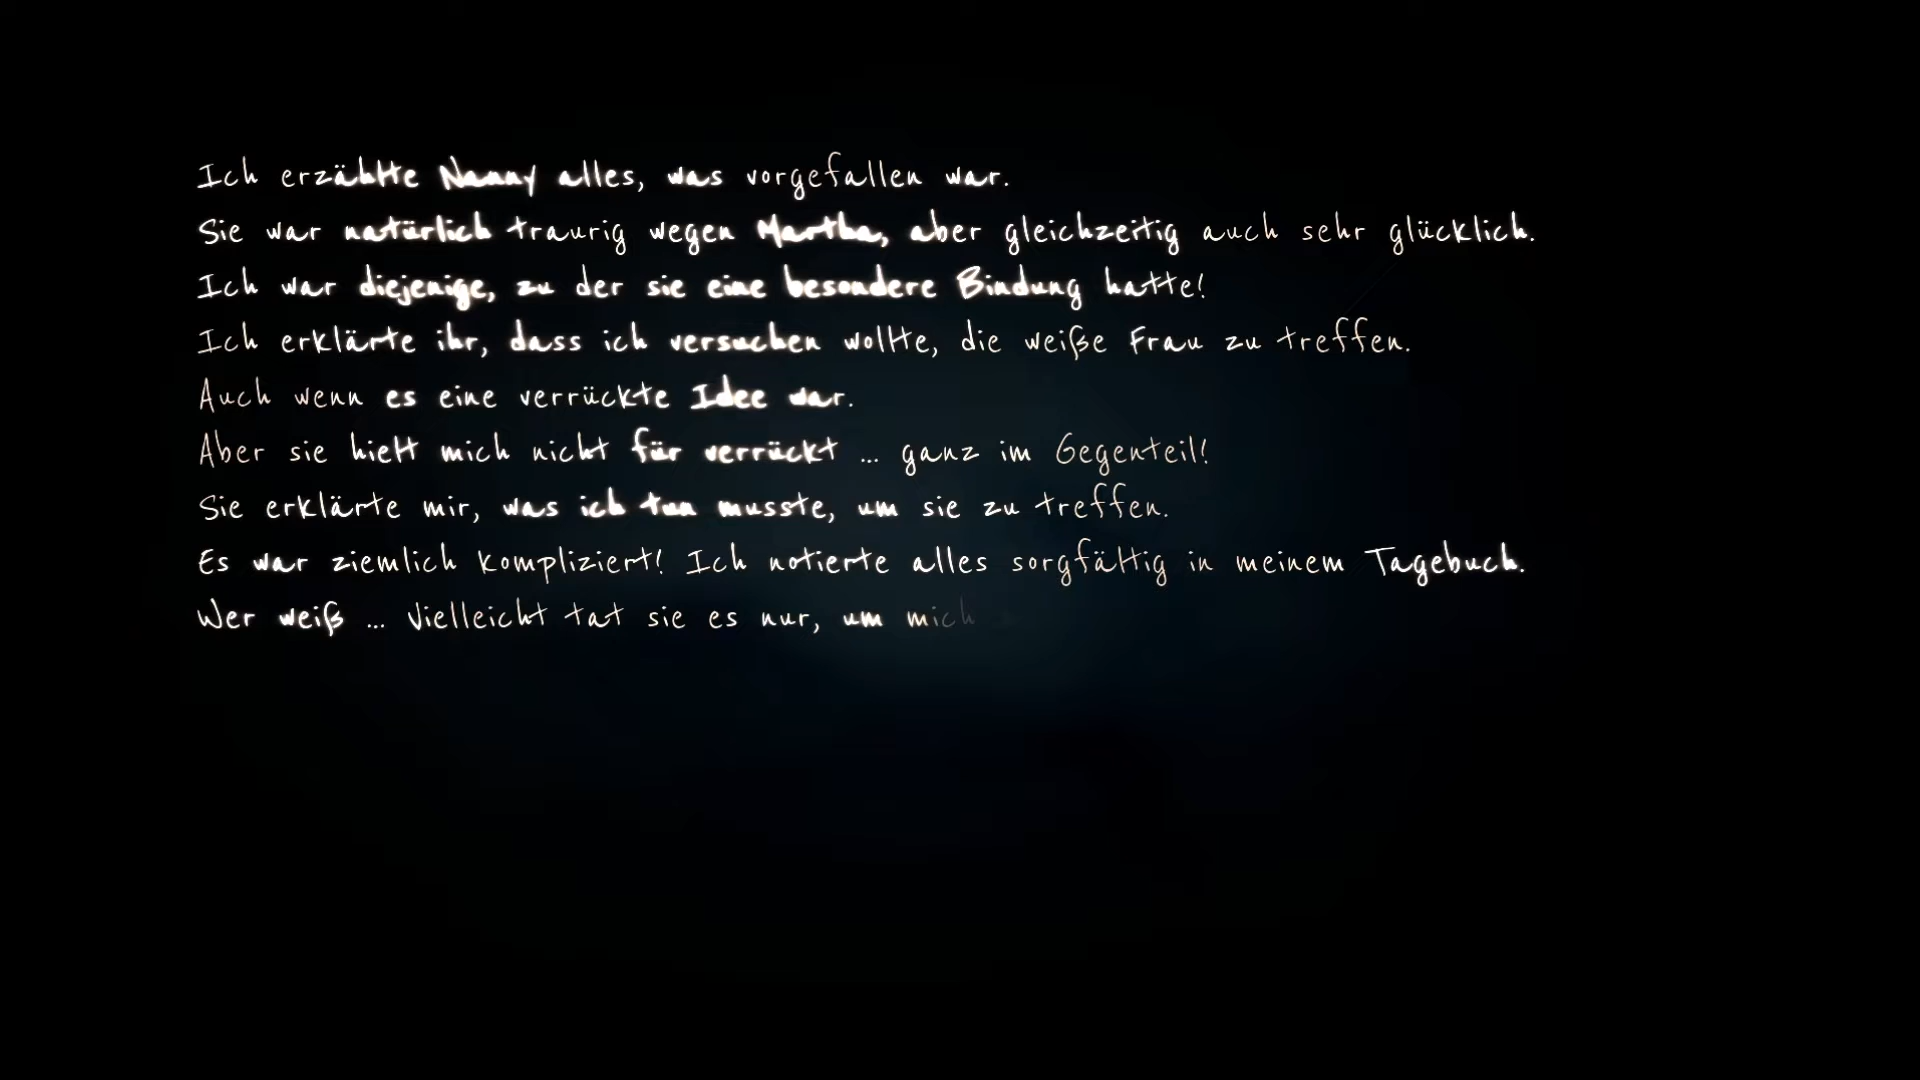 Ich erzählte Nanny alles, was vorgefallen war.
Sie war natürlich traurig wegen Martha, aber gleichzeitig auch sehr glücklich.
Ich war diejenige, zu der sie eine besondere Bindung hatte!
Ich erklärte ihr, dass ich versuchen wollte, die weiße Frau zu treffen.
Auch wenn es eine verrückte Idee war.
Aber sie hielt mich nicht für verrückt ... ganz im Gegenteil!
Sie erklärte mir, was ich tun musste, um sie zu treffen.
Es war ziemlich kompliziert! Ich notierte alles sorgfältig in meinem Tagebuch.
Wer weiß ... Vielleicht tat sie es nur, um mich